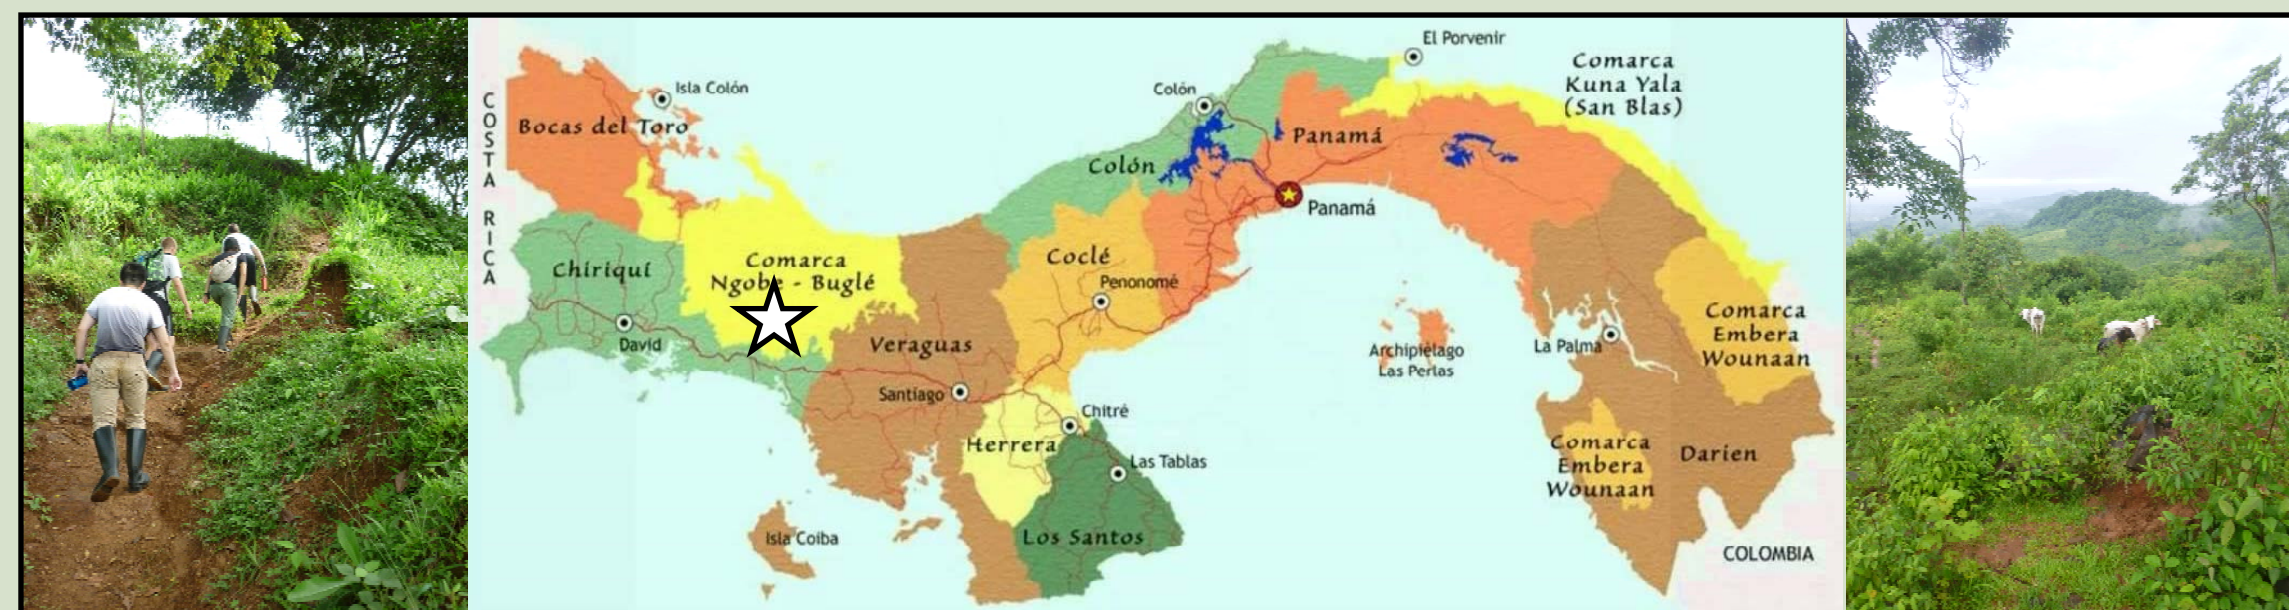 El Porvenir
Comarca
Kuna Yala
(San Blas)
Isla Colón
Colón
COSTA RICA
Bocas del Toro
Panamá
Colón
Panamá
Chiriquí
Comarca
Ngobe - Buglé
Coclé
Penonomé
Comarca
Embera
Wounaan
David
Veraguas
Archipiélago
Las Perlas
La Palma
Santiago
Chitré
Herrera
Las Tablas
Comarca
Embera
Wounaan
Darien
Isla Coiba
Los Santos
COLOMBIA